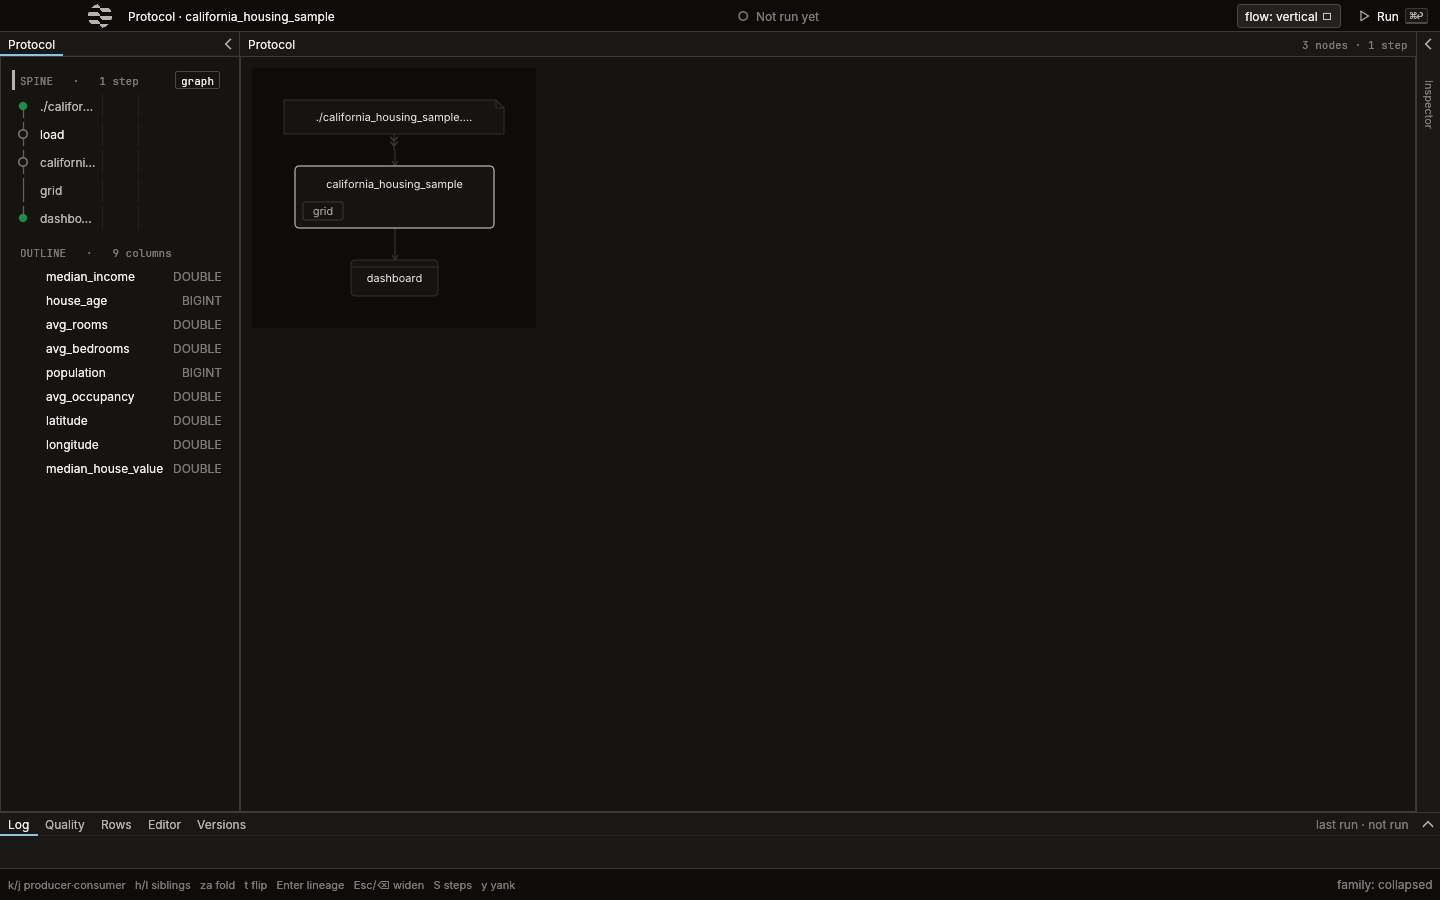 Protocol · california_housing_sample
Not run yet
flow: vertical
Run ⌘⏎
Protocol
Protocol
3 nodes · 1 step
SPINE · 1 step
graph
./califor...
load
californi...
grid
dashbo...
OUTLINE · 9 columns
median_income DOUBLE
house_age BIGINT
avg_rooms DOUBLE
avg_bedrooms DOUBLE
population BIGINT
avg_occupancy DOUBLE
latitude DOUBLE
longitude DOUBLE
median_house_value DOUBLE
./california_housing_sample....
california_housing_sample
grid
dashboard
Inspector
Log Quality Rows Editor Versions
last run · not run
k/j producer·consumer h/l siblings za fold t flip Enter lineage Esc/⌫ widen S steps y yank
family: collapsed